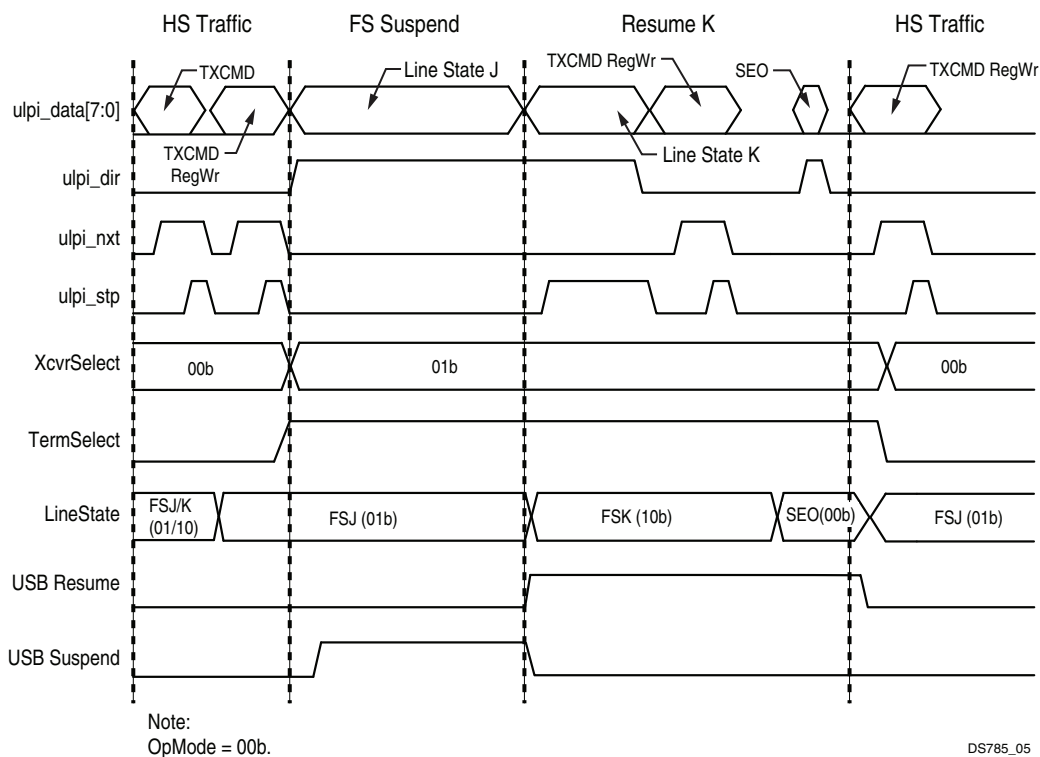 HS Traffic
FS Suspend
Resume K
HS Traffic
TXCMD
Line State J
TXCMD RegWr
SEO
TXCMD RegWr
ulpi_data[7:0]
TXCMD
RegWr
Line State K
ulpi_dir
ulpi_nxt
ulpi_stp
XcvrSelect
00b
01b
00b
TermSelect
LineState
FSJ/K
(01/10)
FSJ (01b)
FSK (10b)
SEO(00b)
FSJ (01b)
USB Resume
USB Suspend
Note:
OpMode = 00b.
DS785_05